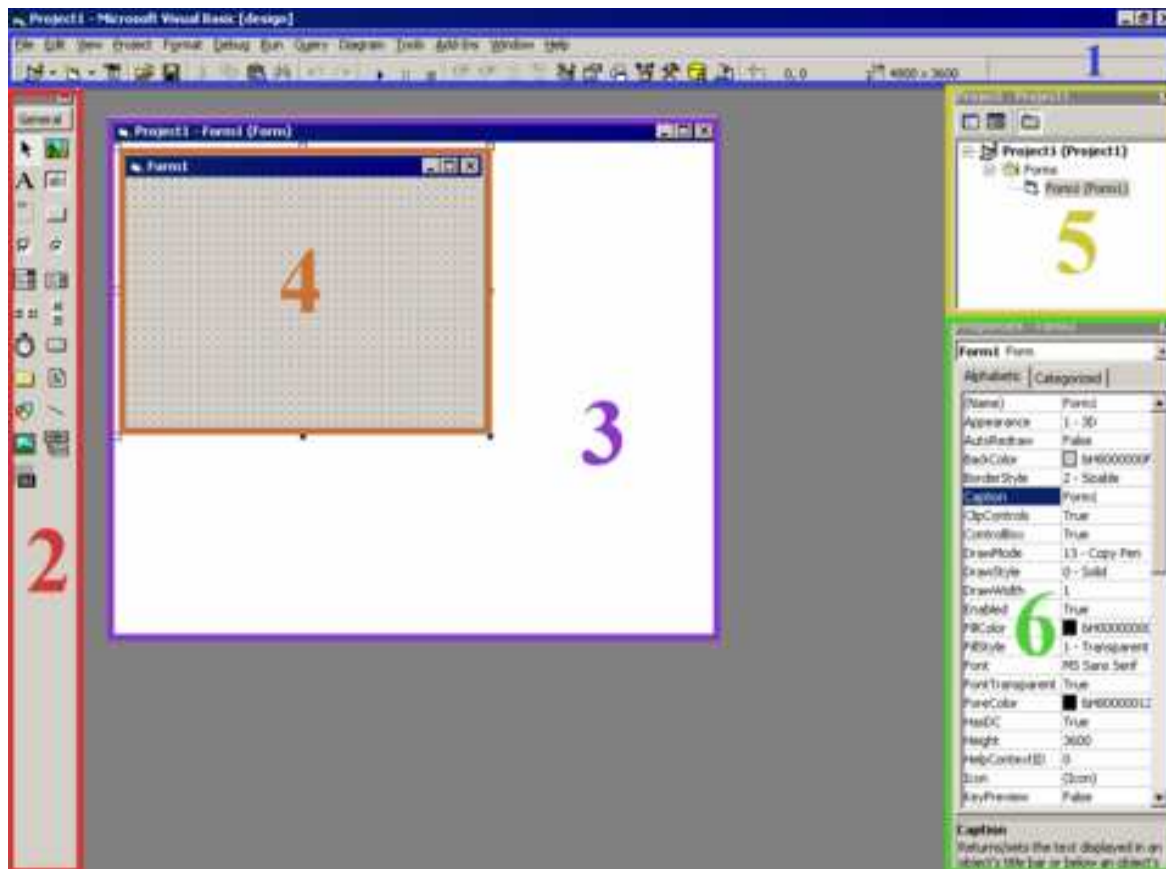 Project1 - Microsoft Visual Basic [design]
File Edit View Project Format Debug Run Query Diagram Tools Add-Ins Window Help
0, 0 4800 x 3600
1
General
2
Project1 - Form1 (Form)
Form1
4
3
Project - Project1
Project1 (Project1)
Forms
Form1 (Form1)
5
Properties - Form1
Form1 Form
Alphabetic Categorized
(Name) Form1
Appearance 1 - 3D
AutoRedraw False
BackColor &H8000000F
BorderStyle 2 - Sizable
Caption Form1
ClipControls True
ControlBox True
DrawMode 13 - Copy Pen
DrawStyle 0 - Solid
DrawWidth 1
Enabled True
FillColor
FillStyle 1 - Transparent
Font MS Sans Serif
FontTransparent True
ForeColor
HasDC True
Height 3600
HelpContextID 0
Icon (Icon)
KeyPreview False
6
Caption
Returns/sets the text displayed in an
object's title bar or below an object's